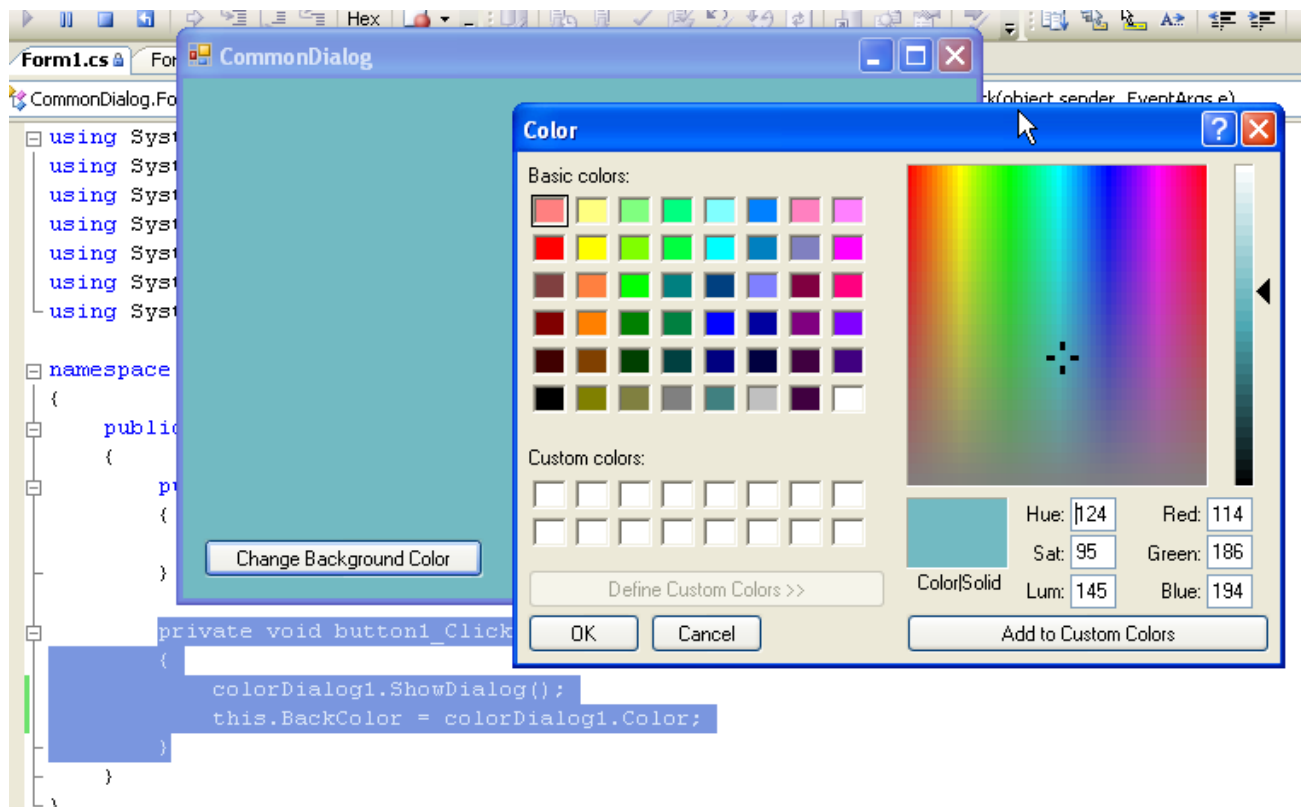 Hex
Form1.cs For
CommonDialog
CommonDialog.Fo
ck(object sender, EventArgs e)
Color
Basic colors:
using Syst
using Syst
using Syst
using Syst
using Syst
using Syst
using Syst
namespace
{
public
{
pu
{
}
Change Background Color
Custom colors:
Define Custom Colors >>
OK Cancel
Hue: 124 Red: 114
Sat: 95 Green: 186
Color|Solid Lum: 145 Blue: 194
Add to Custom Colors
private void button1_Click
{
colorDialog1.ShowDialog();
this.BackColor = colorDialog1.Color;
}
}
}